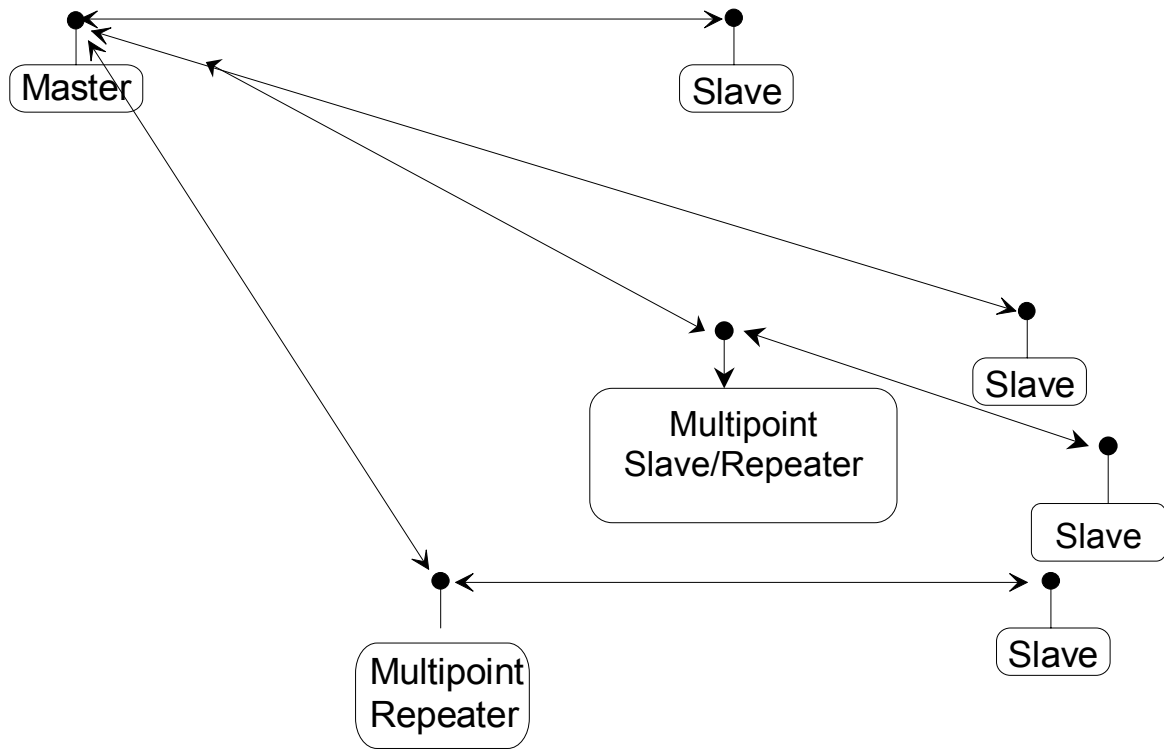 Master
Slave
Slave
Multipoint
Slave/Repeater
Slave
Slave
Multipoint
Repeater